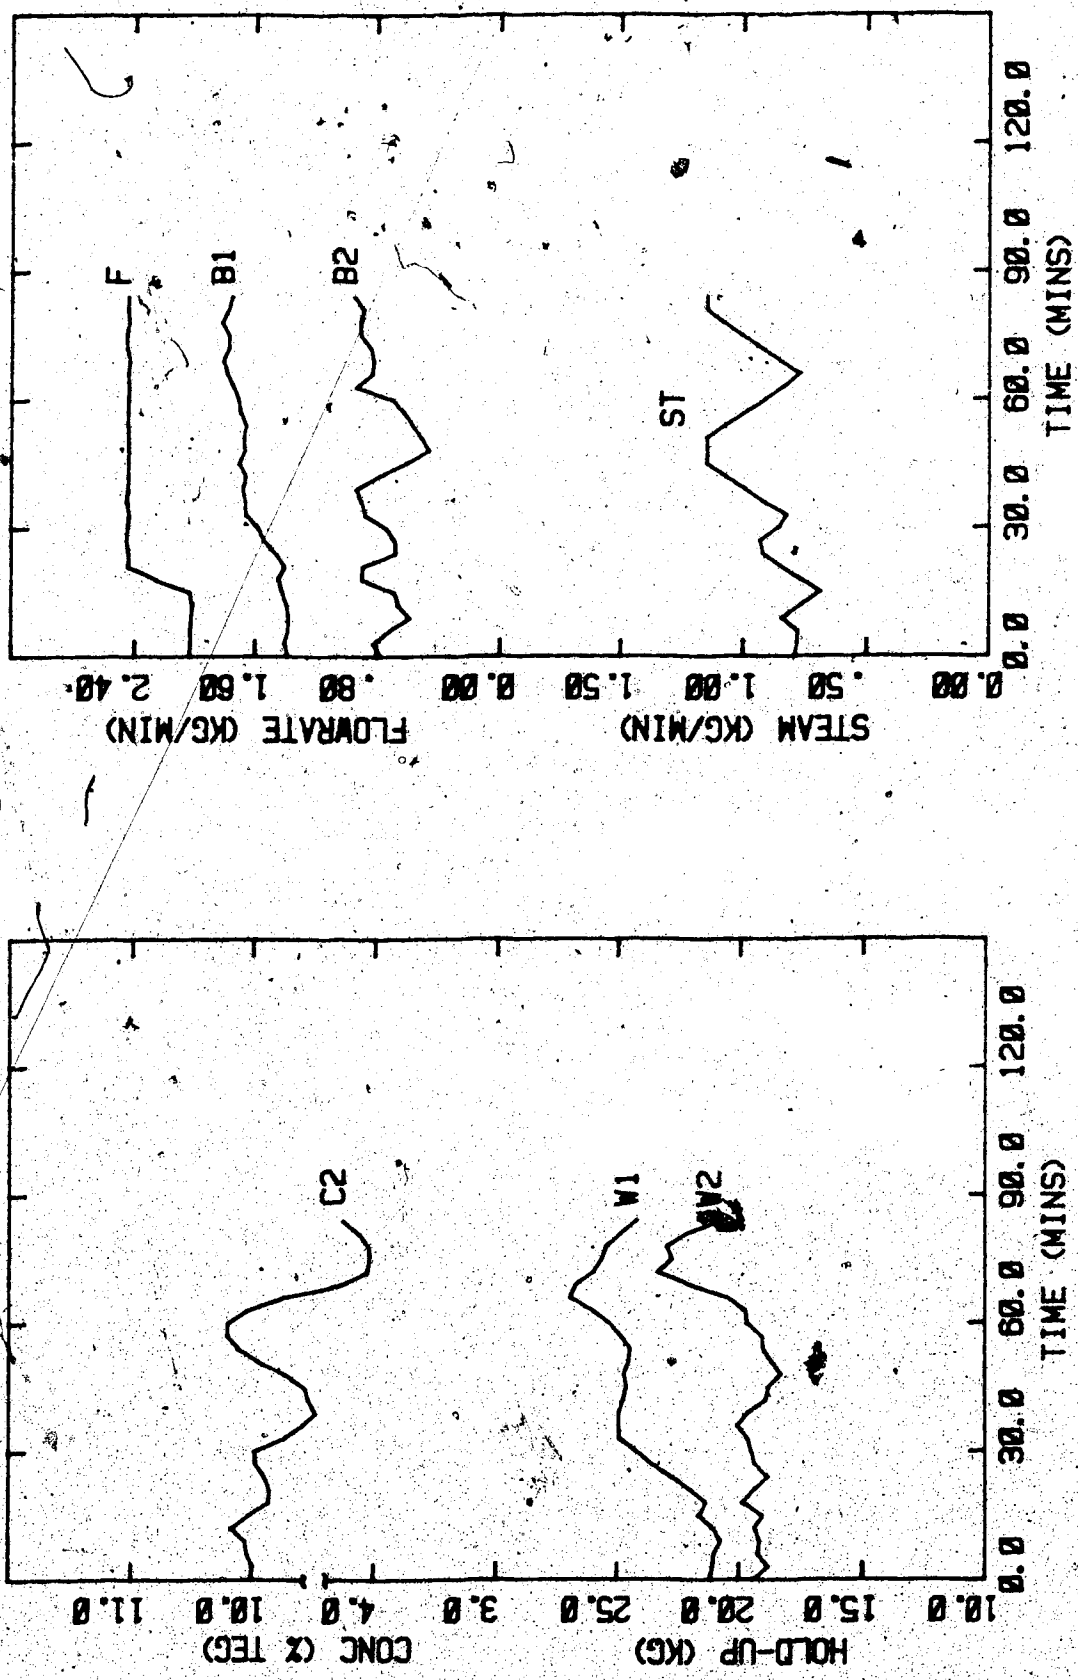 CONC (% TEG)
11.0
10.0
4.0
3.0
C2
HOLD-UP (KG)
25.0
20.0
15.0
10.0
W1
W2
0.0 30.0 60.0 90.0 120.0
TIME (MINS)
FLOWRATE (KG/MIN)
2.40
1.60
.80
0.00
F
B1
B2
STEAM (KG/MIN)
1.50
1.00
.50
0.00
ST
0.0 30.0 60.0 90.0 120.0
TIME (MINS)